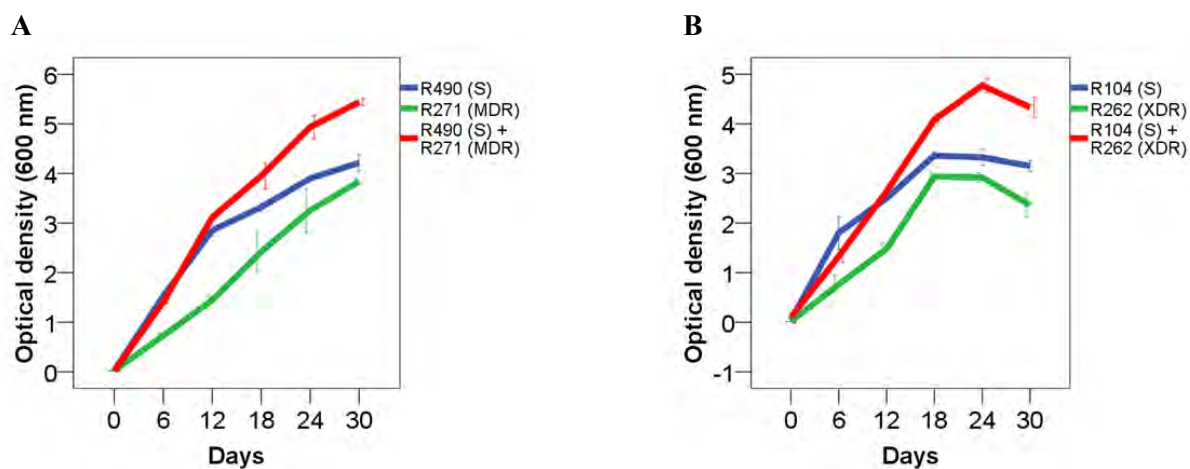 A
Optical density (600 nm)
6
5
4
3
2
1
0
0 6 12 18 24 30
Days
R490 (S)
R271 (MDR)
R490 (S) +
R271 (MDR)
B
Optical density (600 nm)
5
4
3
2
1
0
-1
0 6 12 18 24 30
Days
R104 (S)
R262 (XDR)
R104 (S) +
R262 (XDR)